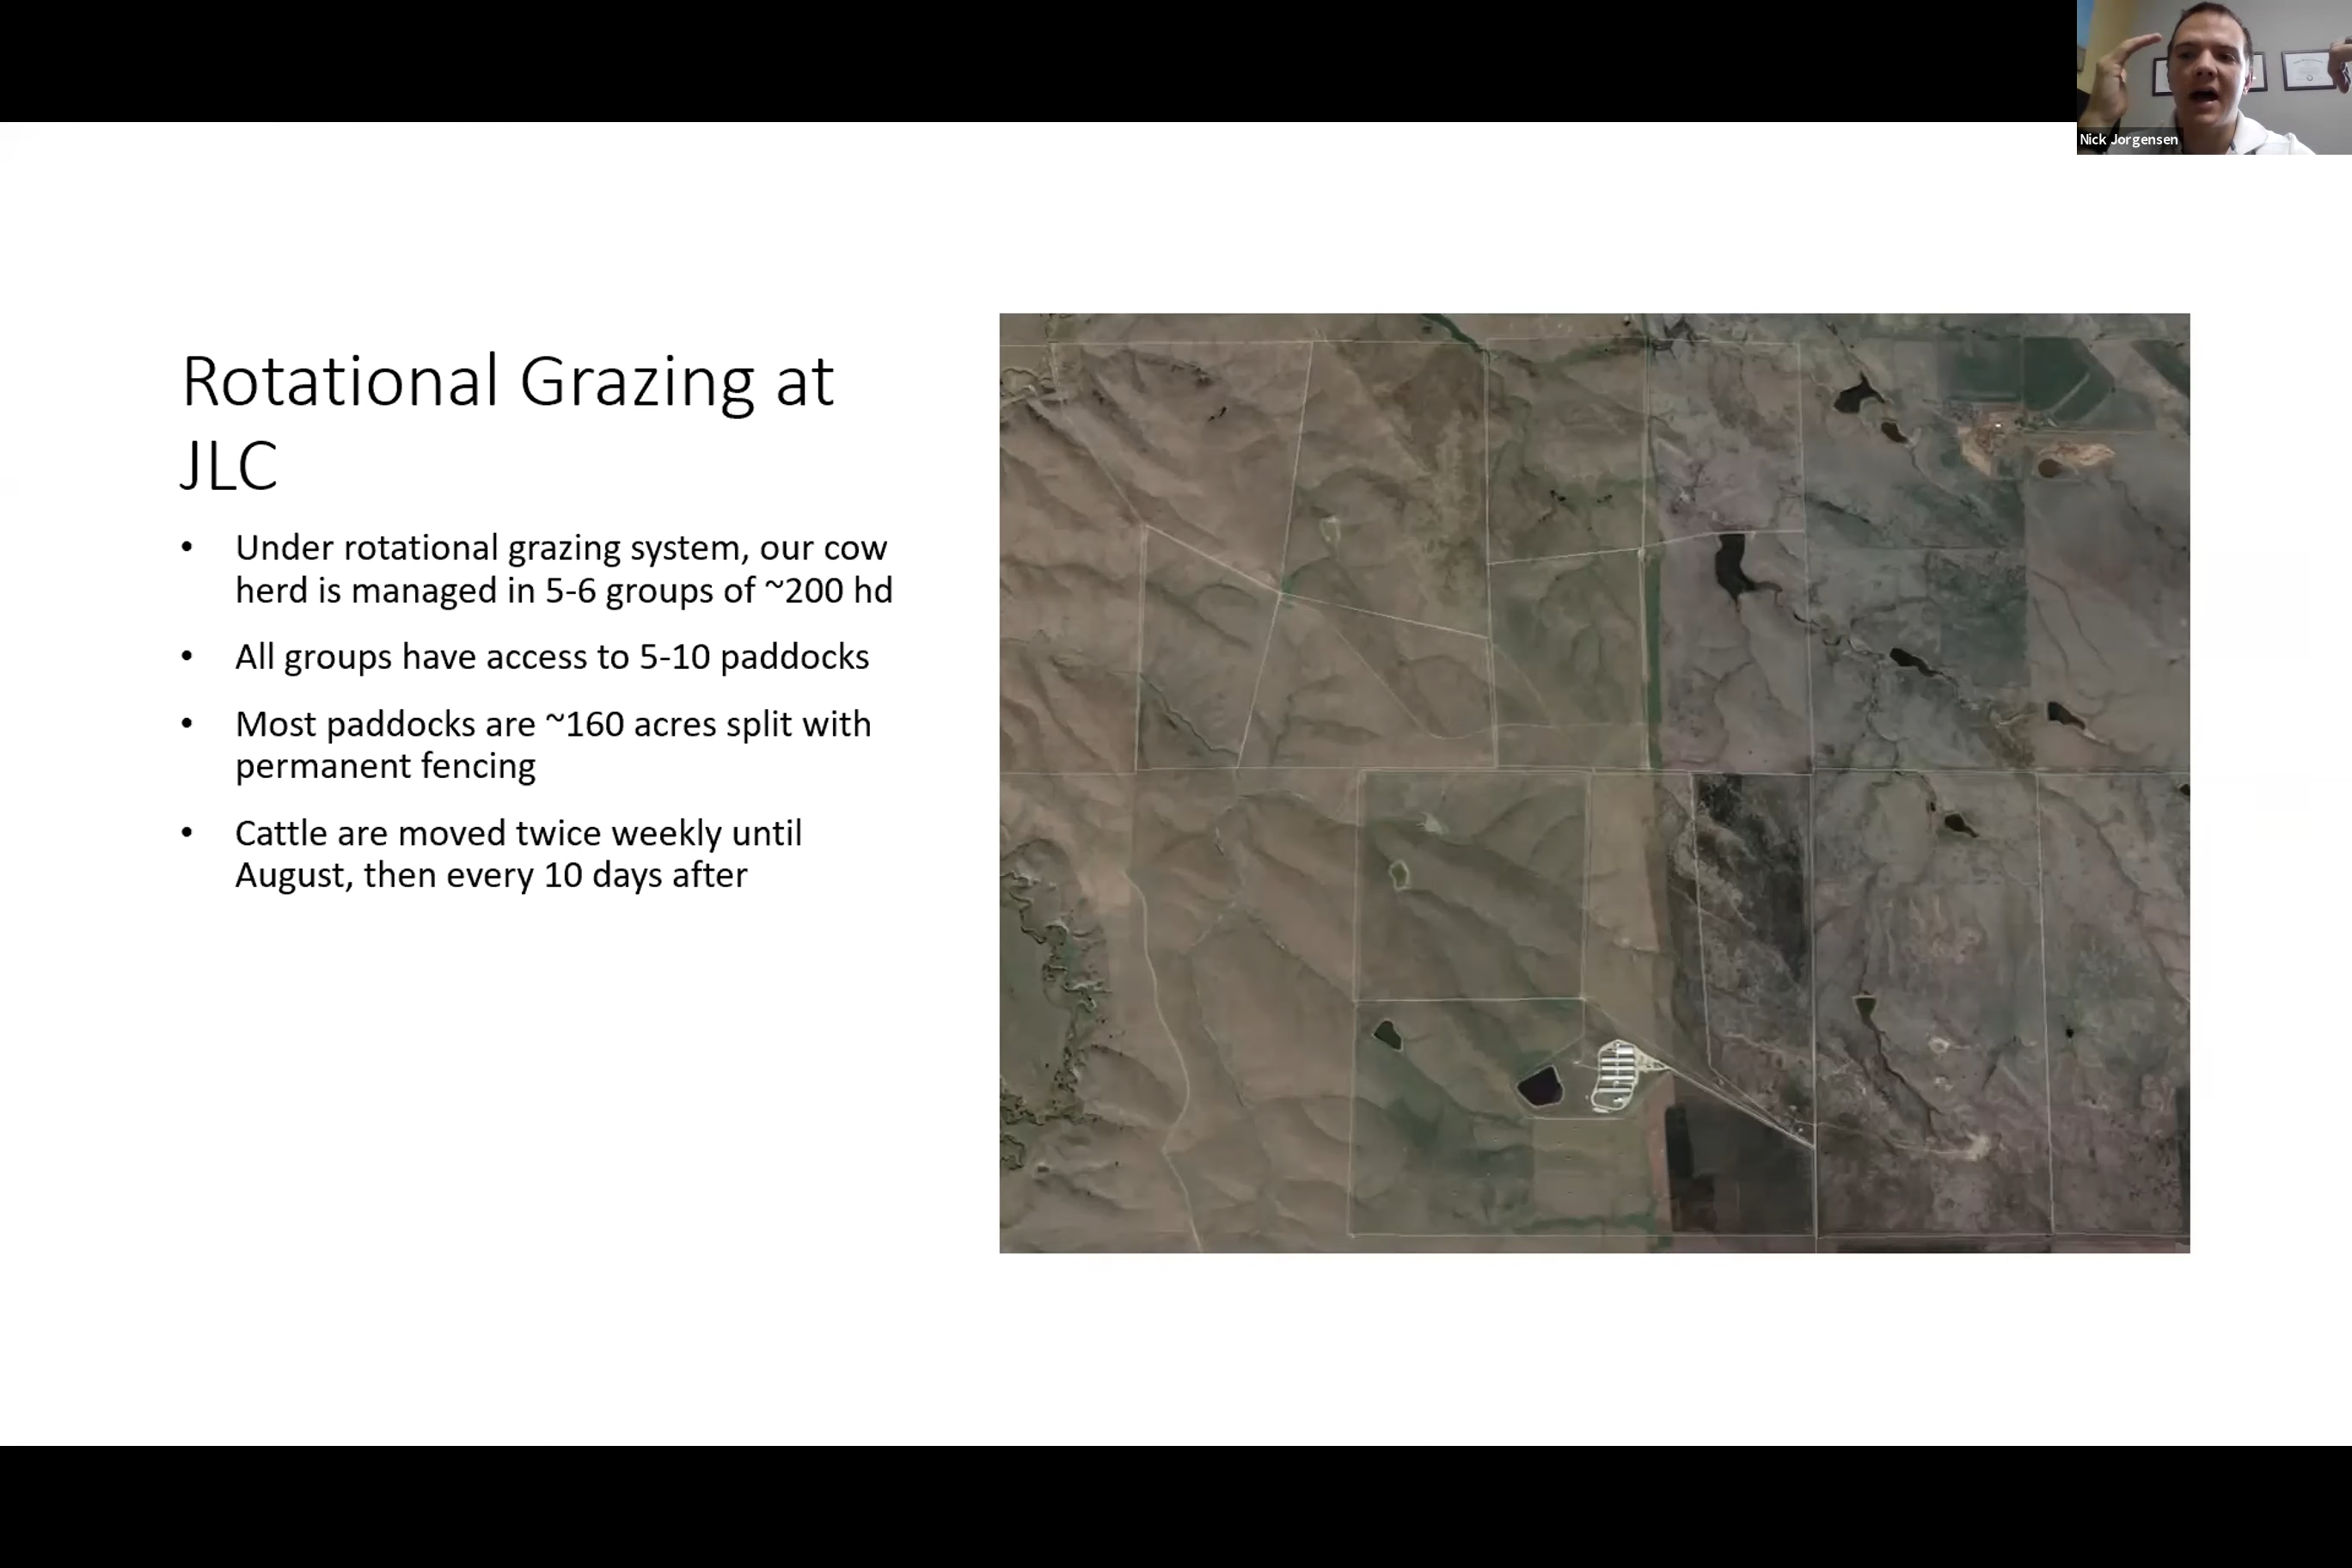 Nick Jorgensen
Rotational Grazing at
JLC
• Under rotational grazing system, our cow
herd is managed in 5-6 groups of ~200 hd
• All groups have access to 5-10 paddocks
• Most paddocks are ~160 acres split with
permanent fencing
• Cattle are moved twice weekly until
August, then every 10 days after